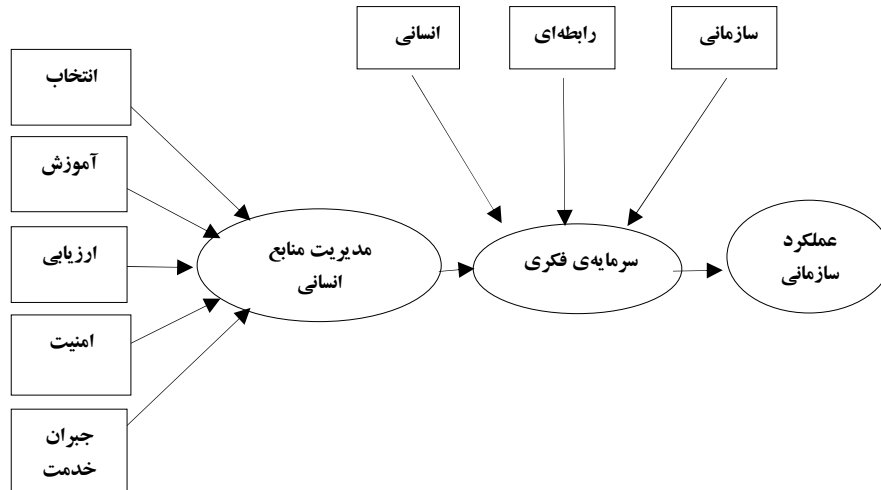 انسانی
رابطه‌ای
سازمانی
انتخاب
آموزش
ارزیابی
امنیت
جبران
خدمت
مدیریت منابع
انسانی
سرمایه‌ی فکری
عملکرد
سازمانی